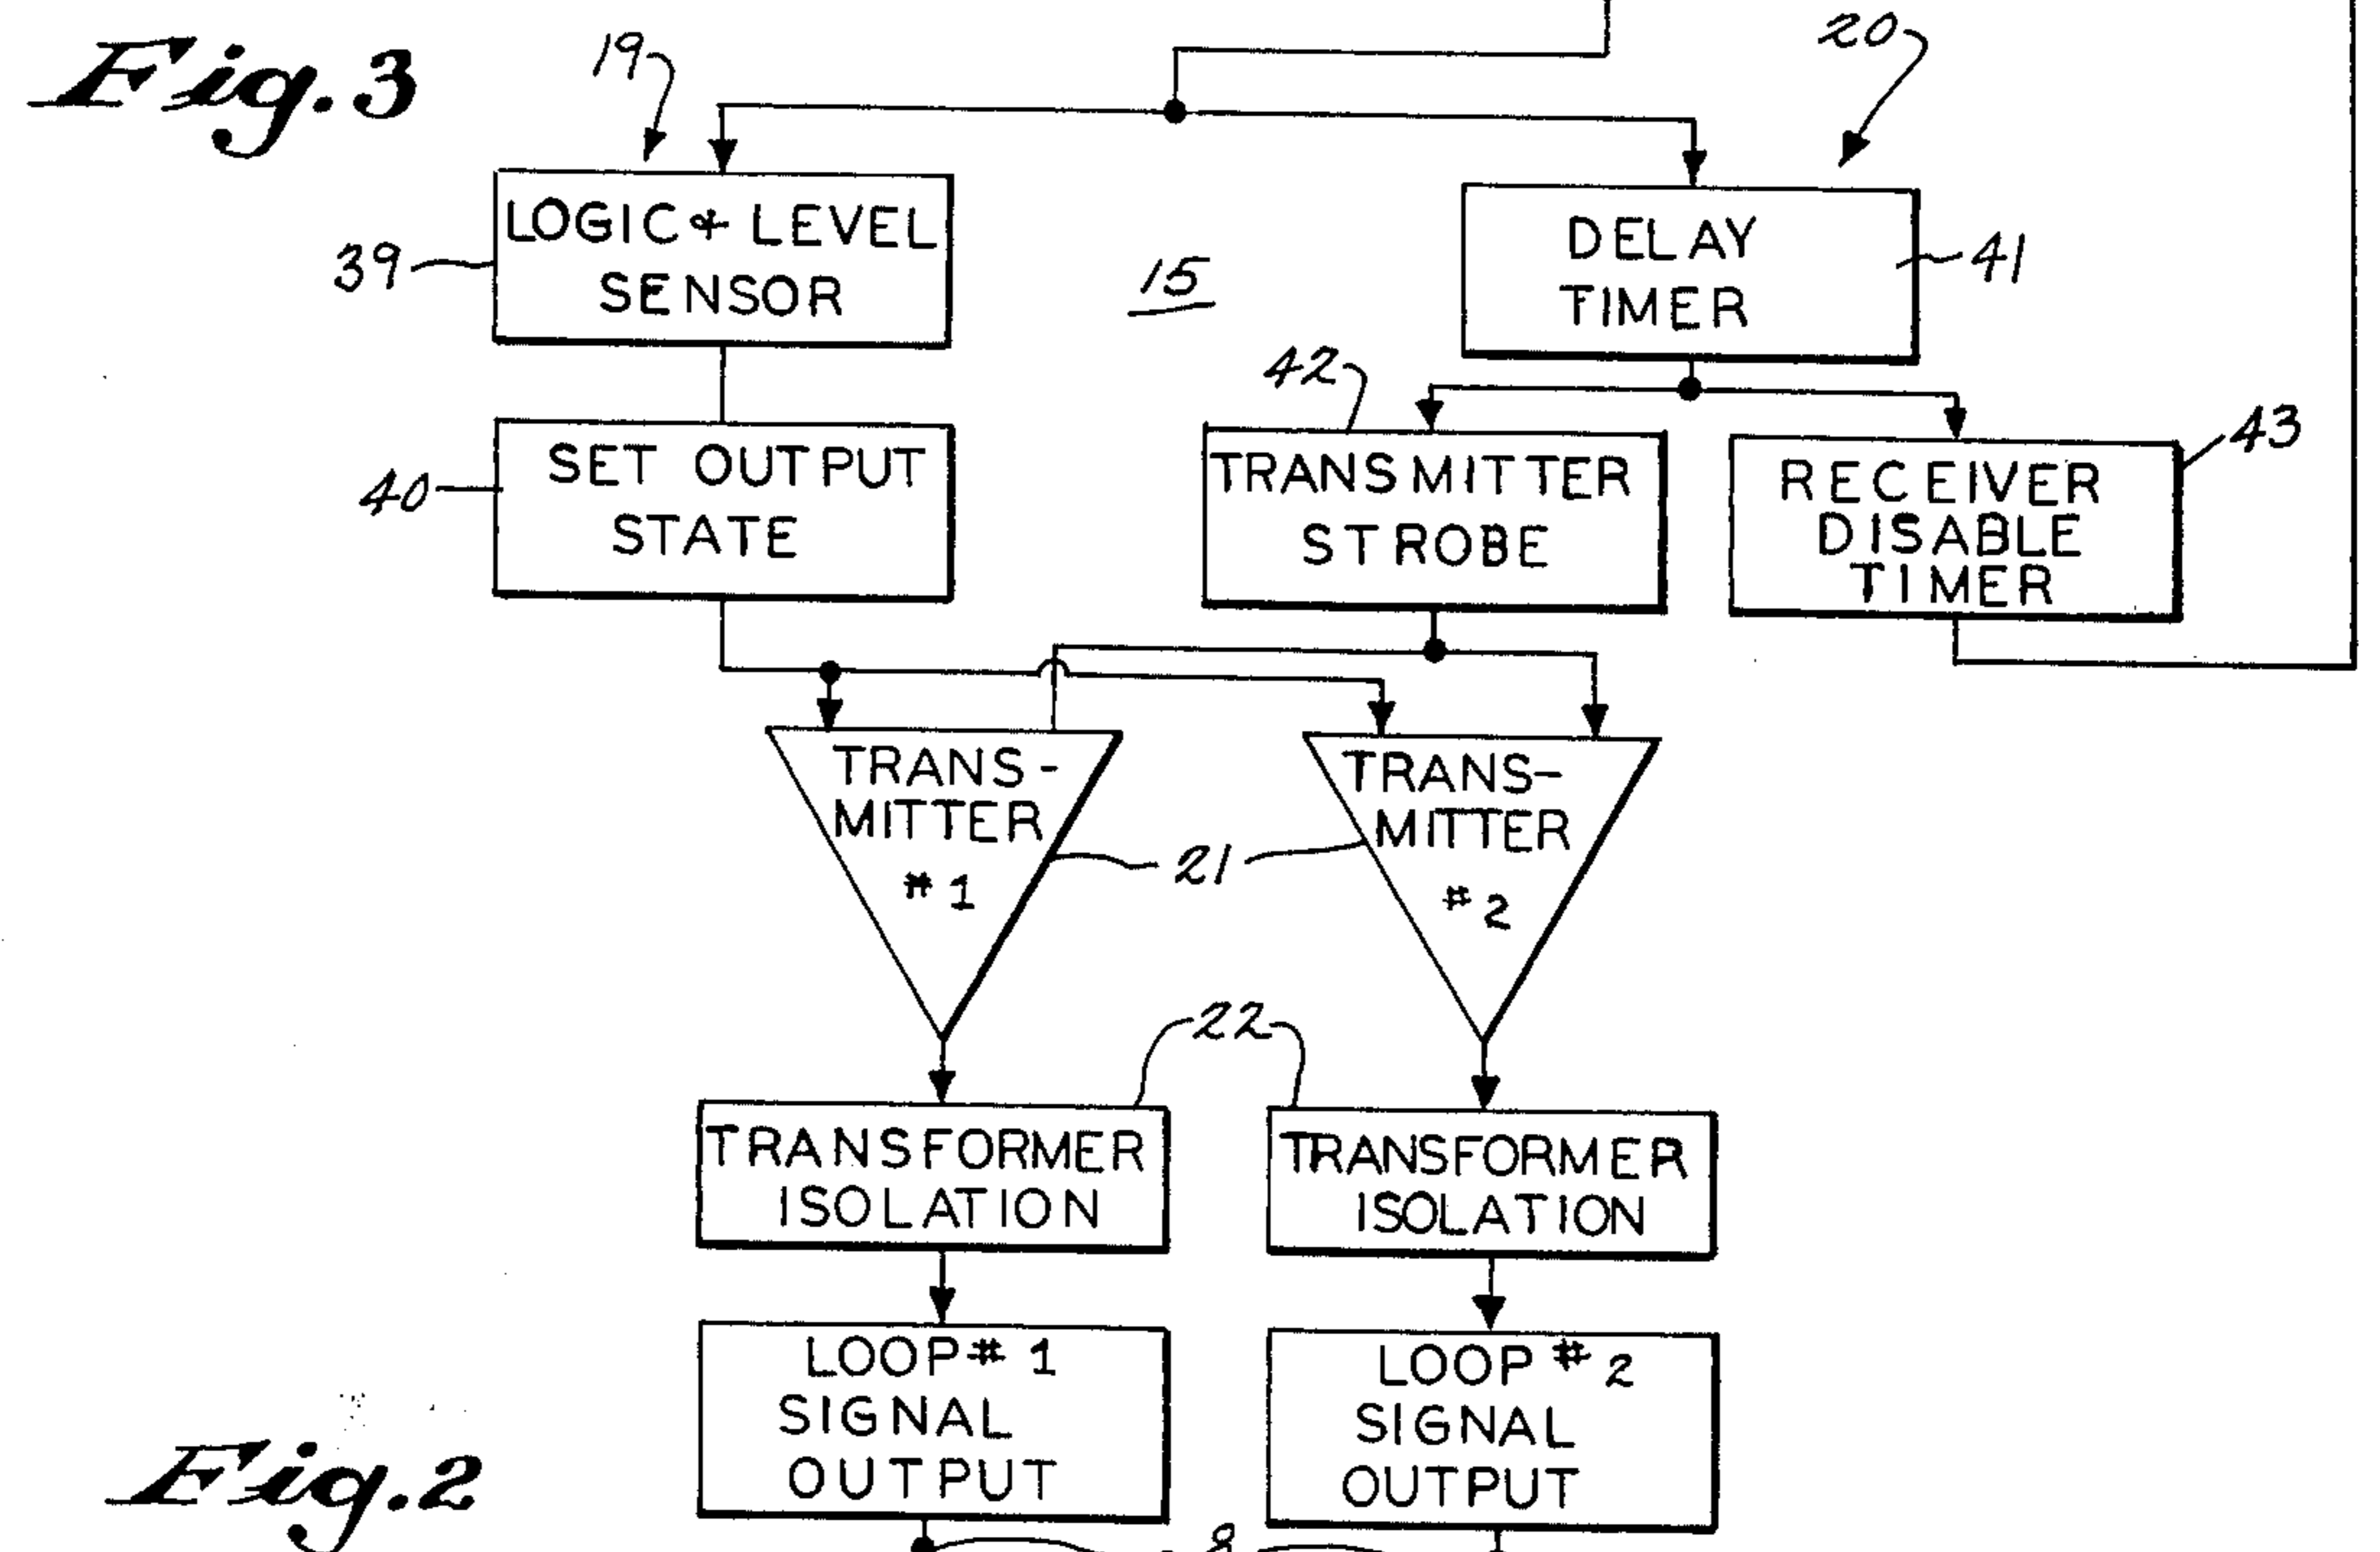 Fig. 3
19
20
LOGIC & LEVEL
SENSOR
39
15
DELAY
TIMER
41
42
43
SET OUTPUT
STATE
40
TRANSMITTER
STROBE
RECEIVER
DISABLE
TIMER
TRANS-
MITTER
# 1
21
TRANS-
MITTER
# 2
22
TRANSFORMER
ISOLATION
TRANSFORMER
ISOLATION
LOOP # 1
SIGNAL
OUTPUT
LOOP # 2
SIGNAL
OUTPUT
Fig. 2
8